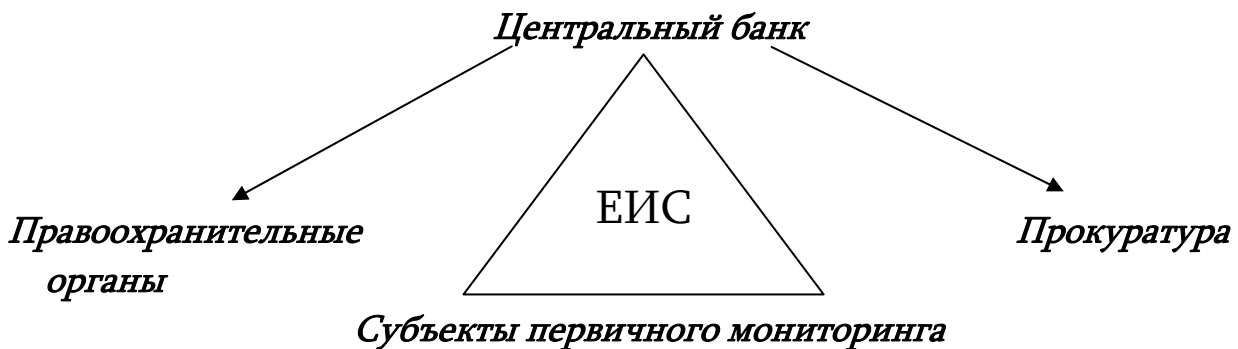 Центральный банк
ЕИС
Правоохранительные
органы
Прокуратура
Субъекты первичного мониторинга